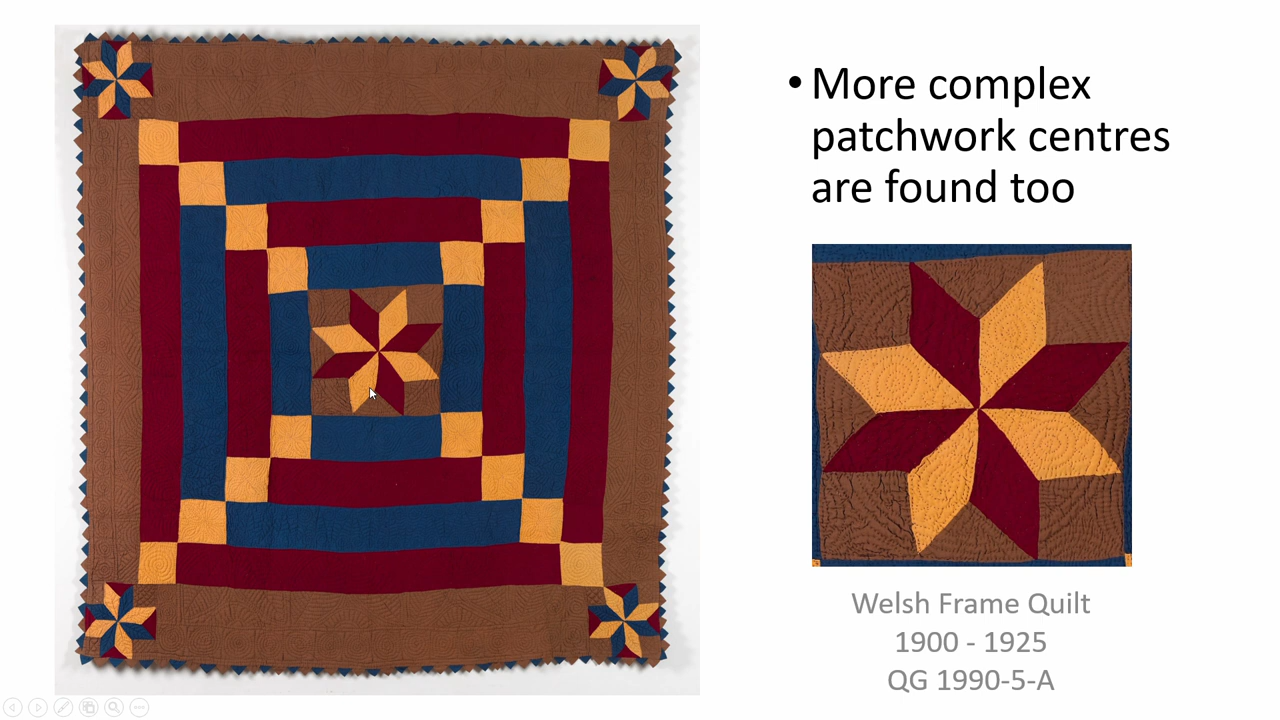 • More complex
patchwork centres
are found too
Welsh Frame Quilt
1900 - 1925
QG 1990-5-A